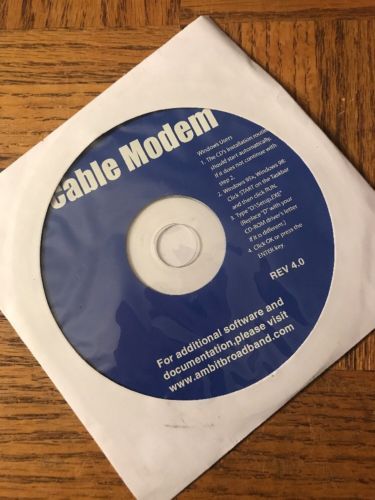 Cable Modem
Windows Users
1. The CD's installation routine
should start automatically.
If it does not continue with
step 2.
2. Windows 95x, Windows 98:
Click START on the Taskbar
and then click RUN.
3. Type "D:\Setup.EXE"
(Replace "D" with your
CD-ROM driver's letter
if it is different.)
4. Click OK or press the
ENTER key.
REV 4.0
For additional software and
documentation,please visit
www.ambitbroadband.com